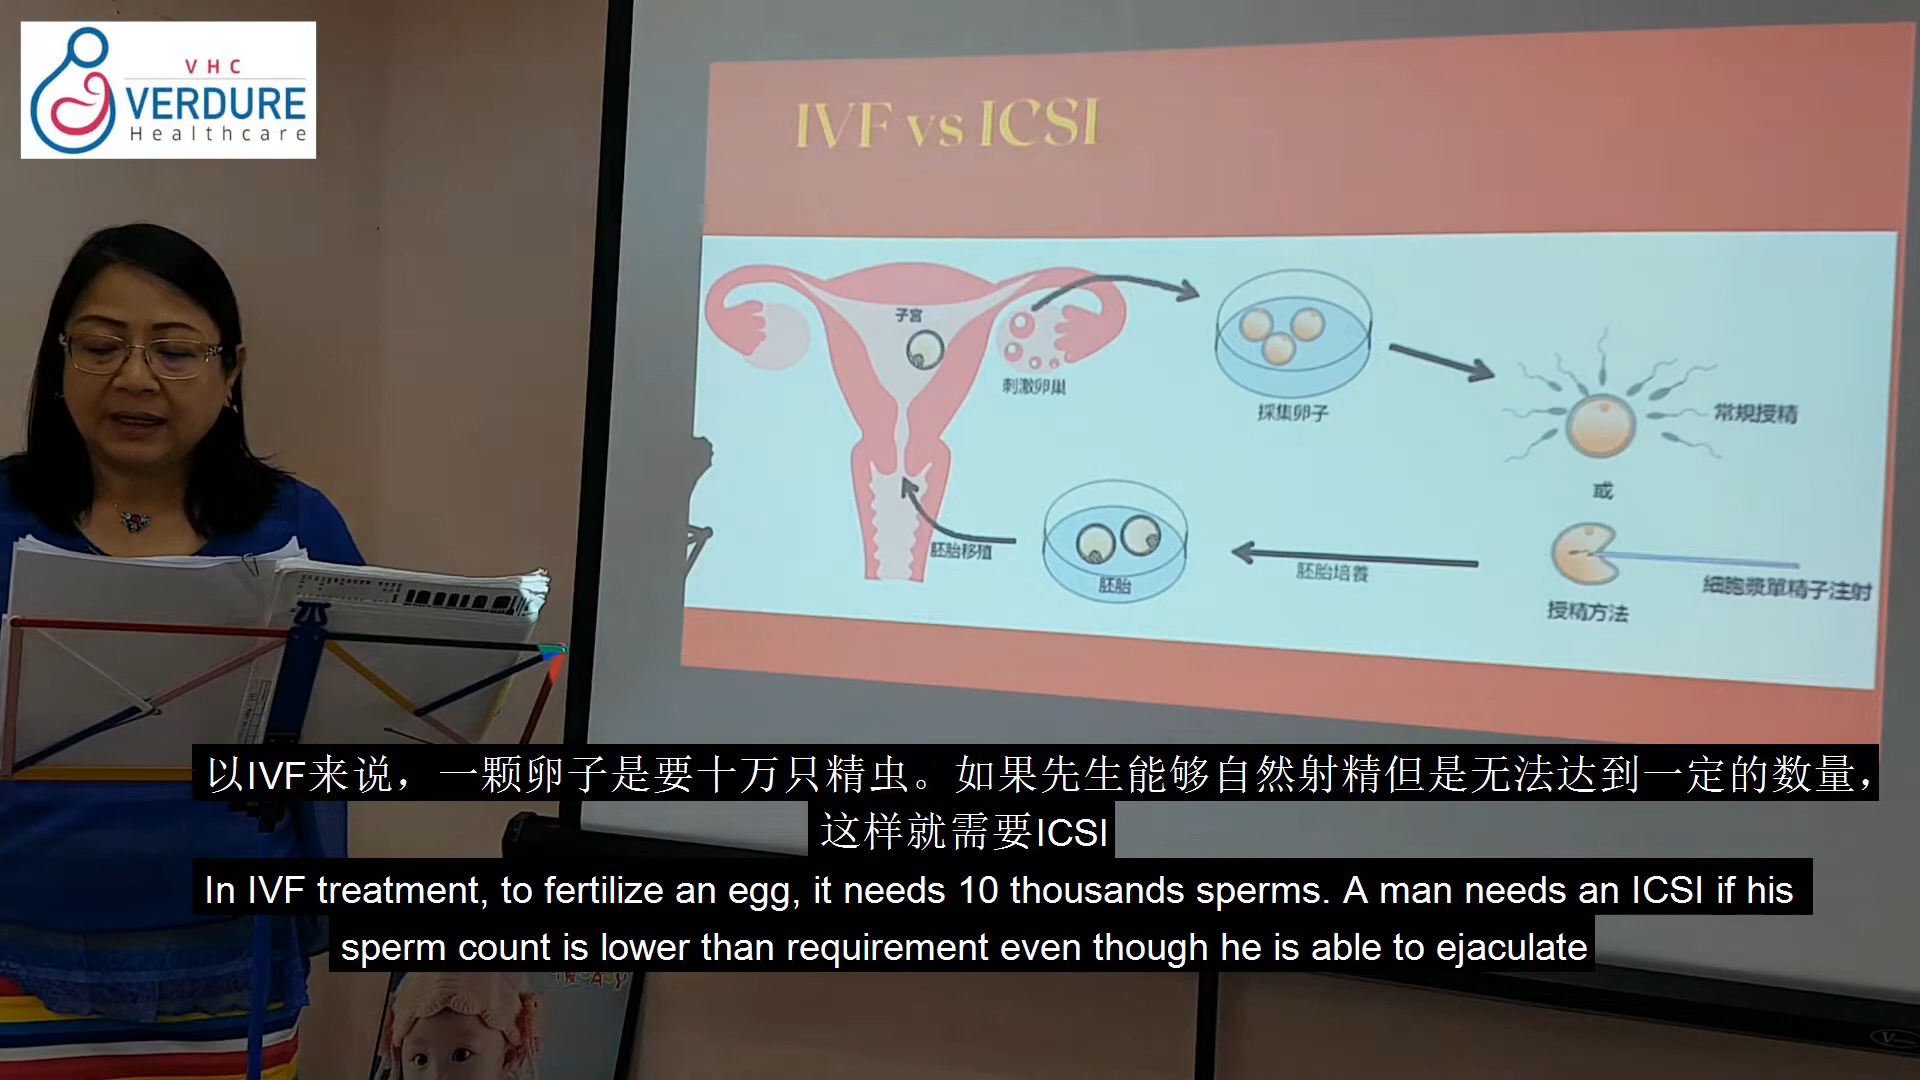 VHC
VERDURE
Healthcare
IVF vs ICSI
子宮
刺激卵巢
採集卵子
常規授精
或
胚胎移殖
胚胎
胚胎培養
授精方法
細胞漿單精子注射
以IVF来说，一颗卵子是要十万只精虫。如果先生能够自然射精但是无法达到一定的数量，
这样就需要ICSI
In IVF treatment, to fertilize an egg, it needs 10 thousands sperms. A man needs an ICSI if his
sperm count is lower than requirement even though he is able to ejaculate